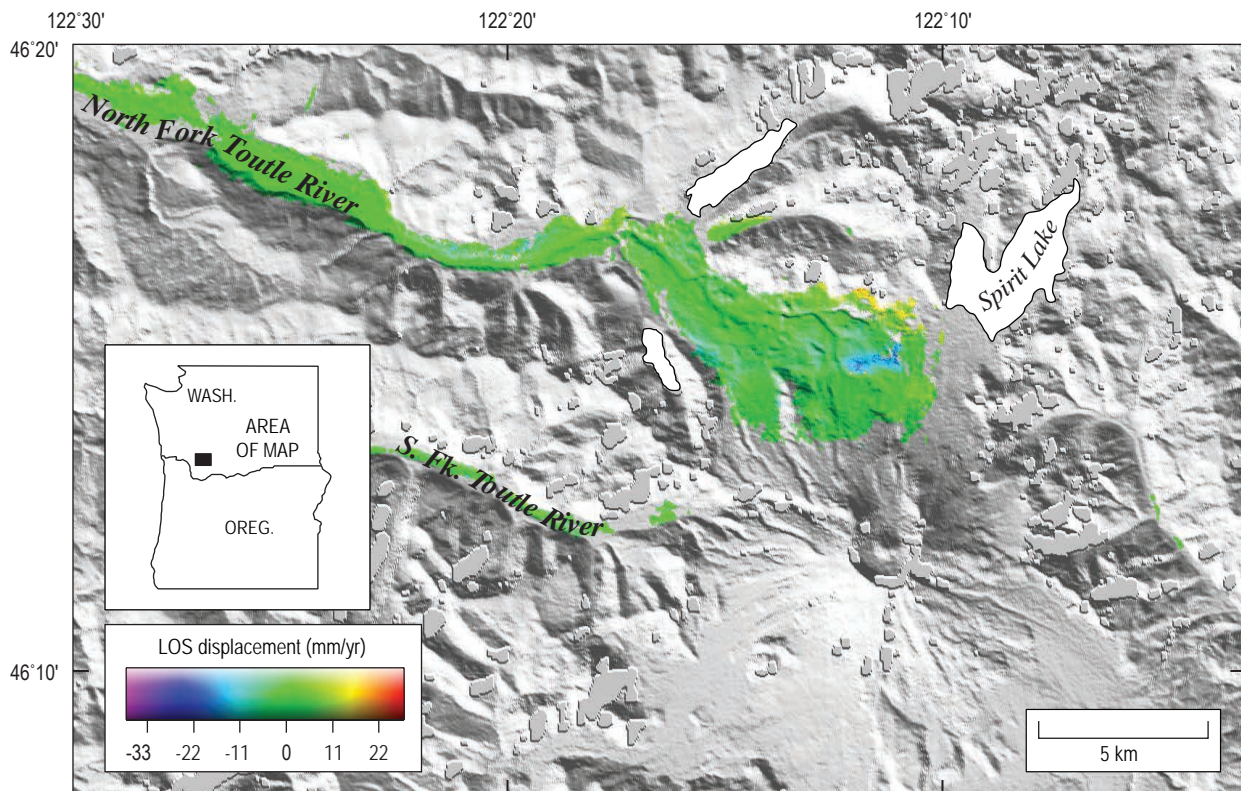 122˚30'
122˚20'
122˚10'
46˚20'
North Fork Toutle River
Spirit Lake
WASH.
AREA
OF MAP
OREG.
S. Fk. Toutle River
LOS displacement (mm/yr)
-33 -22 -11 0 11 22
46˚10'
5 km